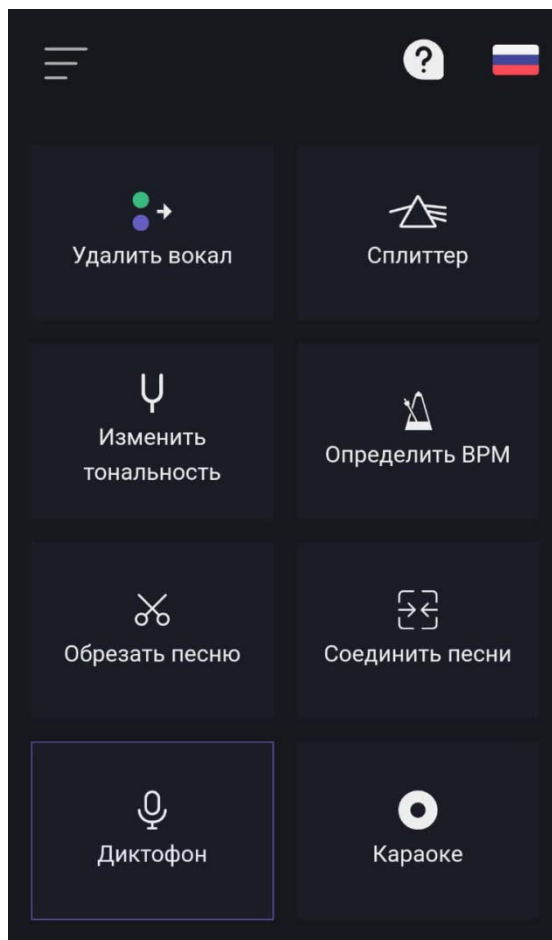 ?
Удалить вокал
Сплиттер
Изменить
тональность
Определить BPM
Обрезать песню
Соединить песни
Диктофон
Караоке